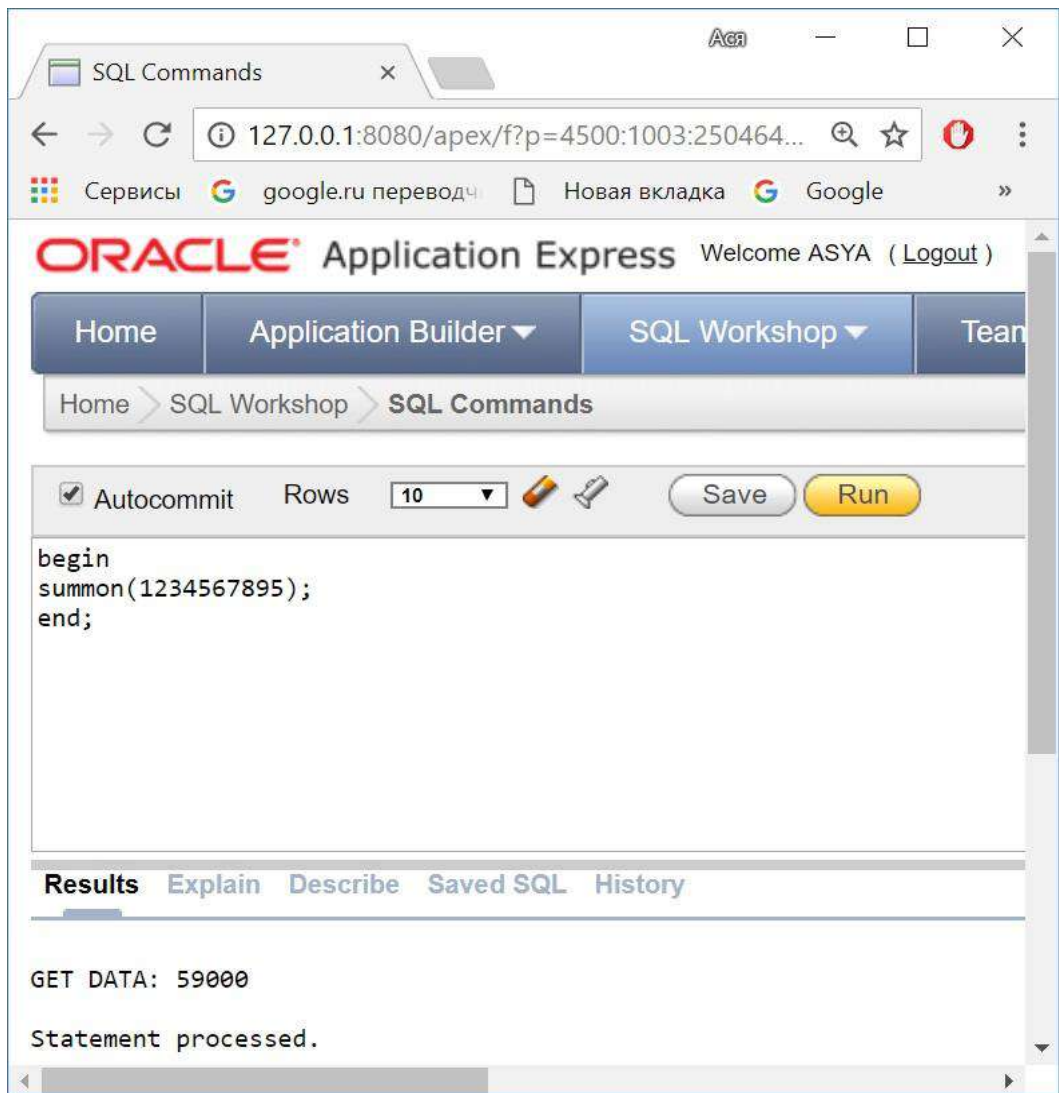 Ася
SQL Commands
127.0.0.1:8080/apex/f?p=4500:1003:250464...
Сервисы google.ru переводч Новая вкладка Google »
ORACLE Application Express Welcome ASYA ( Logout )
Home Application Builder SQL Workshop Team
Home SQL Workshop SQL Commands
Autocommit Rows 10 Save Run
begin
summon(1234567895);
end;
Results Explain Describe Saved SQL History
GET DATA: 59000
Statement processed.